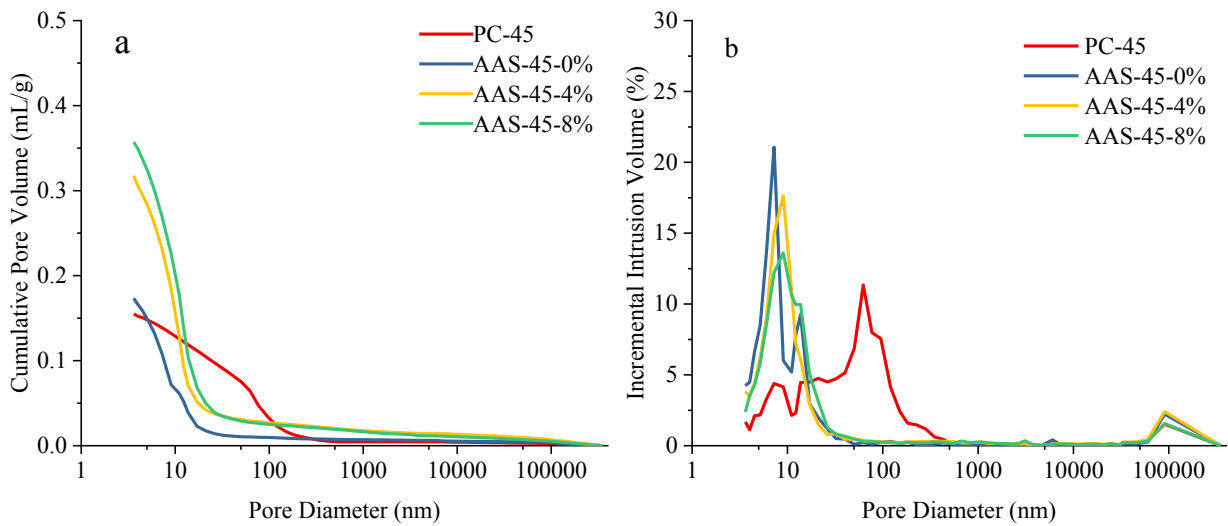 a
PC-45
AAS-45-0%
AAS-45-4%
AAS-45-8%
Cumulative Pore Volume (mL/g)
0.5
0.4
0.3
0.2
0.1
0.0
1 10 100 1000 10000 100000
Pore Diameter (nm)
b
PC-45
AAS-45-0%
AAS-45-4%
AAS-45-8%
Incremental Intrusion Volume (%)
30
25
20
15
10
5
0
1 10 100 1000 10000 100000
Pore Diameter (nm)